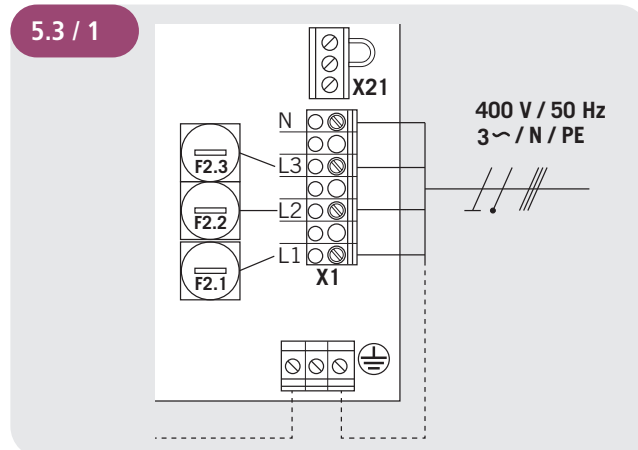 5.3 / 1
X21
400 V / 50 Hz
3~ / N / PE
N
F2.3
L3
F2.2
L2
L1
F2.1
X1